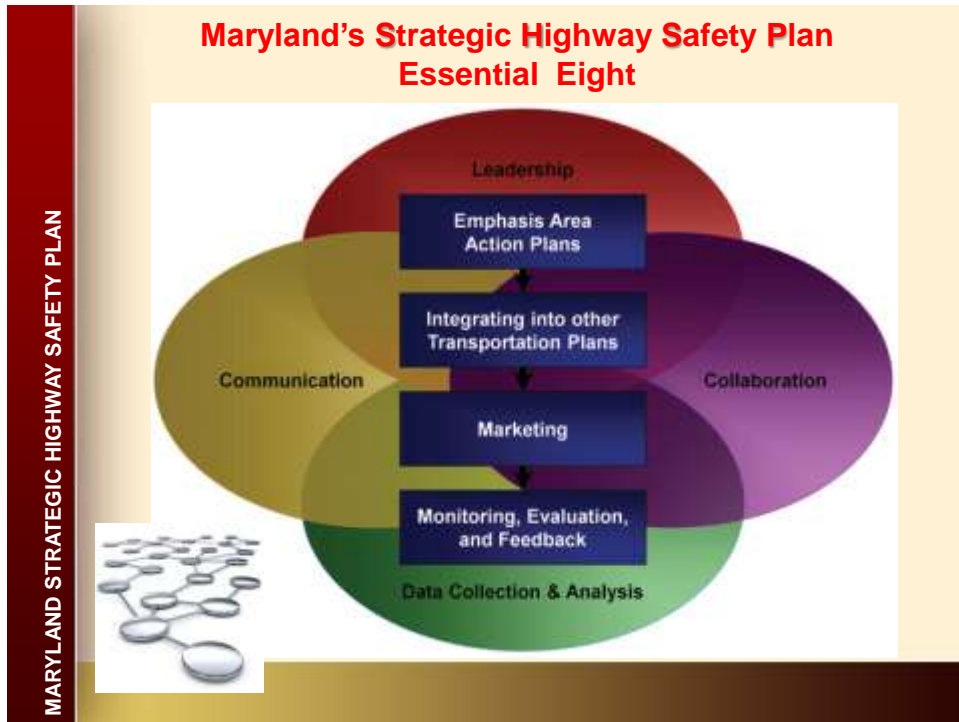 Maryland’s Strategic Highway Safety Plan
Essential Eight
MARYLAND STRATEGIC HIGHWAY SAFETY PLAN
Leadership
Emphasis Area
Action Plans
Integrating into other
Transportation Plans
Communication
Collaboration
Marketing
Monitoring, Evaluation,
and Feedback
Data Collection & Analysis